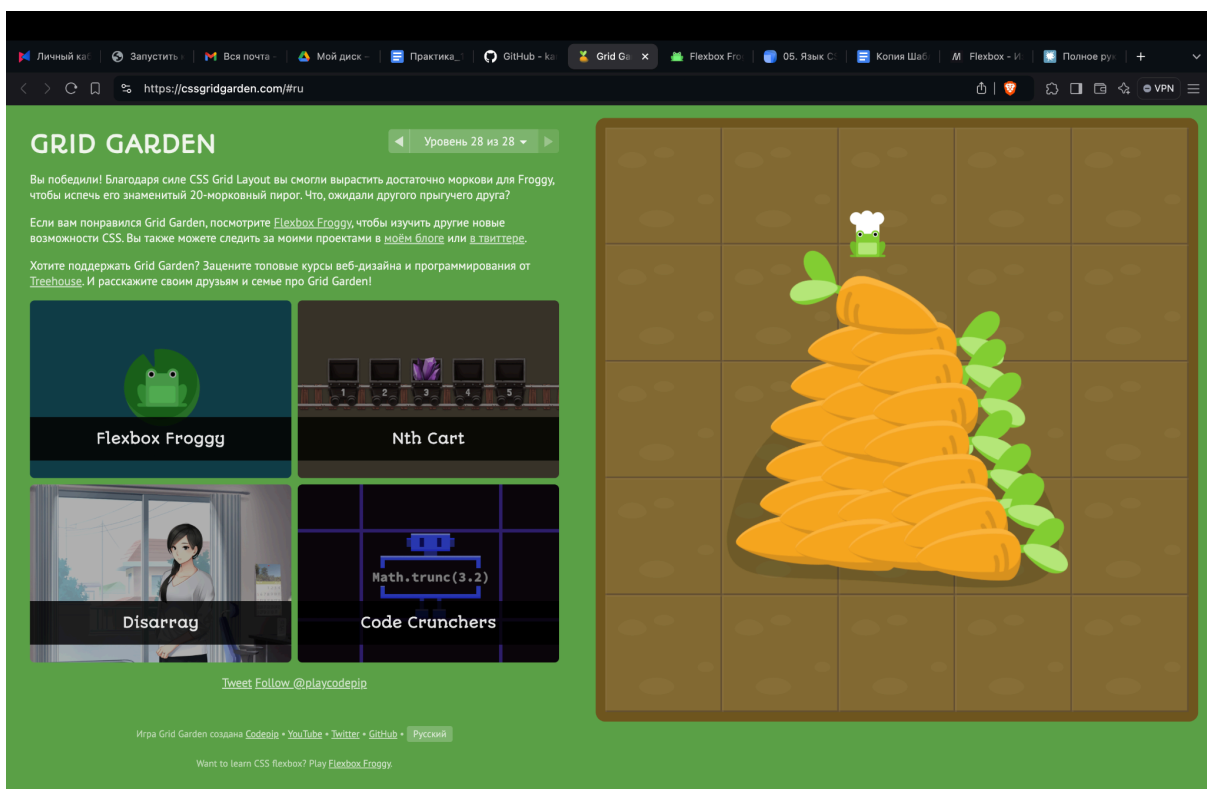 Личный каб
Запустить
Вся почта -
Мой диск –
Практика_
GitHub - ka
Grid Ga
Flexbox Fro
05. Язык C
Копия Шаб
Flexbox – И
Полное рук
https://cssgridgarden.com/#ru
VPN
GRID GARDEN
Уровень 28 из 28
Вы победили! Благодаря силе CSS Grid Layout вы смогли вырастить достаточно моркови для Froggy,
чтобы испечь его знаменитый 20-морковный пирог. Что, ожидали другого прыгучего друга?
Если вам понравился Grid Garden, посмотрите Flexbox Froggy, чтобы изучить другие новые
возможности CSS. Вы также можете следить за моими проектами в моём блоге или в твиттере.
Хотите поддержать Grid Garden? Зацените топовые курсы веб-дизайна и программирования от
Treehouse. И расскажите своим друзьям и семье про Grid Garden!
1 2 3 4 5
Flexbox Froggy
Nth Cart
Math.trunc(3.2)
Disarray
Code Crunchers
Tweet Follow @playcodepip
Игра Grid Garden создана Codepip • YouTube • Twitter • GitHub • Русский
Want to learn CSS flexbox? Play Flexbox Froggy.